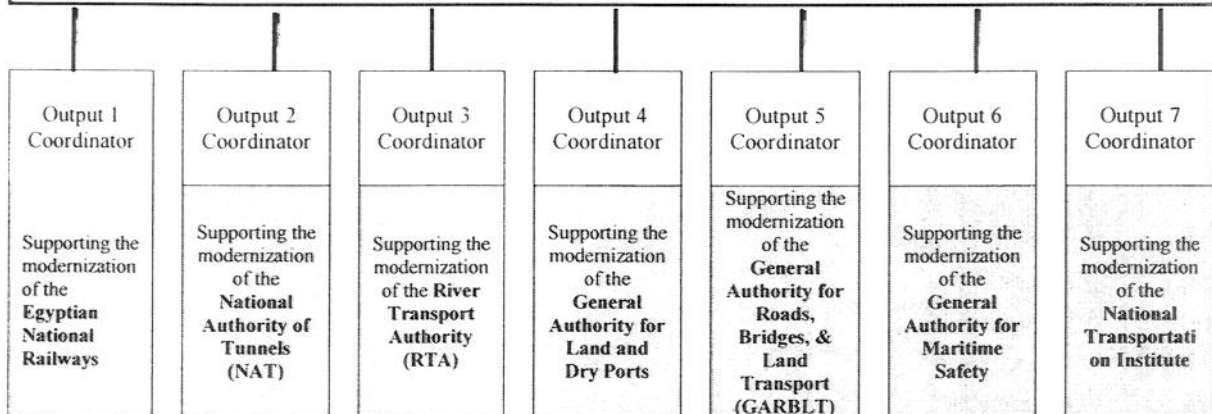 Output 1
Coordinator
Supporting the
modernization
of the
Egyptian
National
Railways
Output 2
Coordinator
Supporting the
modernization
of the
National
Authority of
Tunnels
(NAT)
Output 3
Coordinator
Supporting the
modernization
of the River
Transport
Authority
(RTA)
Output 4
Coordinator
Supporting the
modernization
of the
General
Authority for
Land and
Dry Ports
Output 5
Coordinator
Supporting the
modernization
of the
General
Authority for
Roads,
Bridges, &
Land
Transport
(GARBLT)
Output 6
Coordinator
Supporting the
modernization
of the
General
Authority for
Maritime
Safety
Output 7
Coordinator
Supporting the
modernization
of the
National
Transportati
on Institute